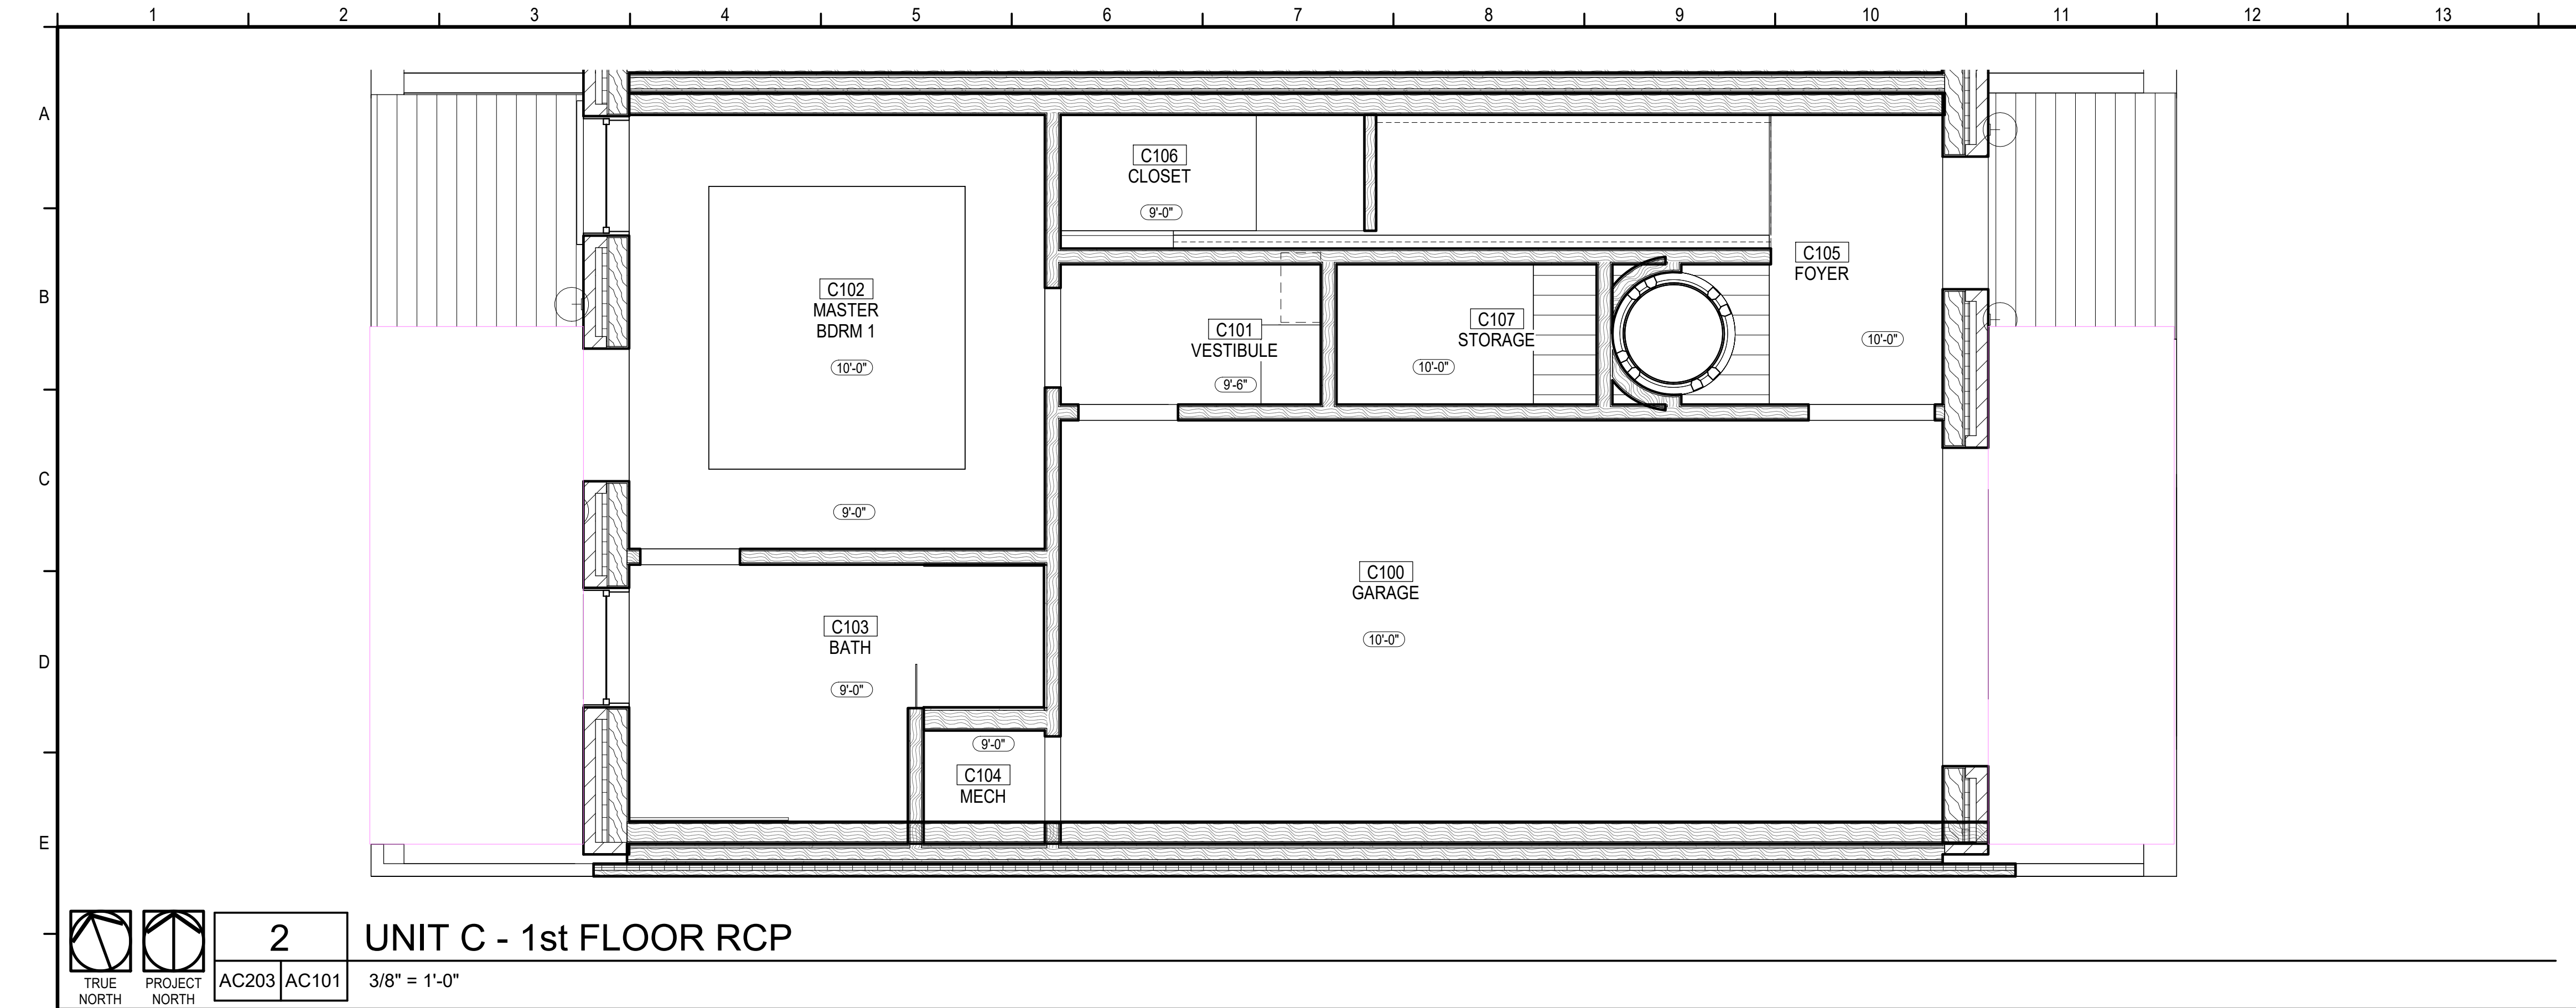 1 2 3 4 5 6 7 8 9 10 11 12 13
A
B
C
D
E
C106
CLOSET
9'-0"
C105
FOYER
10'-0"
C102
MASTER
BDRM 1
10'-0"
9'-0"
C101
VESTIBULE
9'-6"
C107
STORAGE
10'-0"
C100
GARAGE
10'-0"
C103
BATH
9'-0"
9'-0"
C104
MECH
TRUE
NORTH
PROJECT
NORTH
2
AC203 AC101
UNIT C - 1st FLOOR RCP
3/8" = 1'-0"